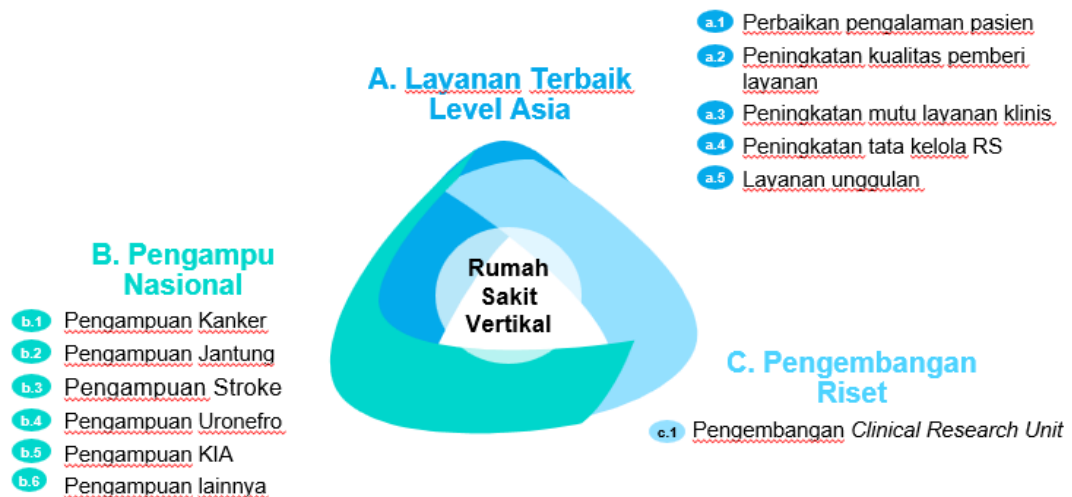 A. Layanan Terbaik
Level Asia
a.1 Perbaikan pengalaman pasien
a.2 Peningkatan kualitas pemberi
layanan
a.3 Peningkatan mutu layanan klinis
a.4 Peningkatan tata kelola RS
a.5 Layanan unggulan
Rumah
Sakit
Vertikal
B. Pengampu
Nasional
b.1 Pengampuan Kanker
b.2 Pengampuan Jantung
b.3 Pengampuan Stroke
b.4 Pengampuan Uronefro
b.5 Pengampuan KIA
b.6 Pengampuan lainnya
C. Pengembangan
Riset
c.1 Pengembangan Clinical Research Unit